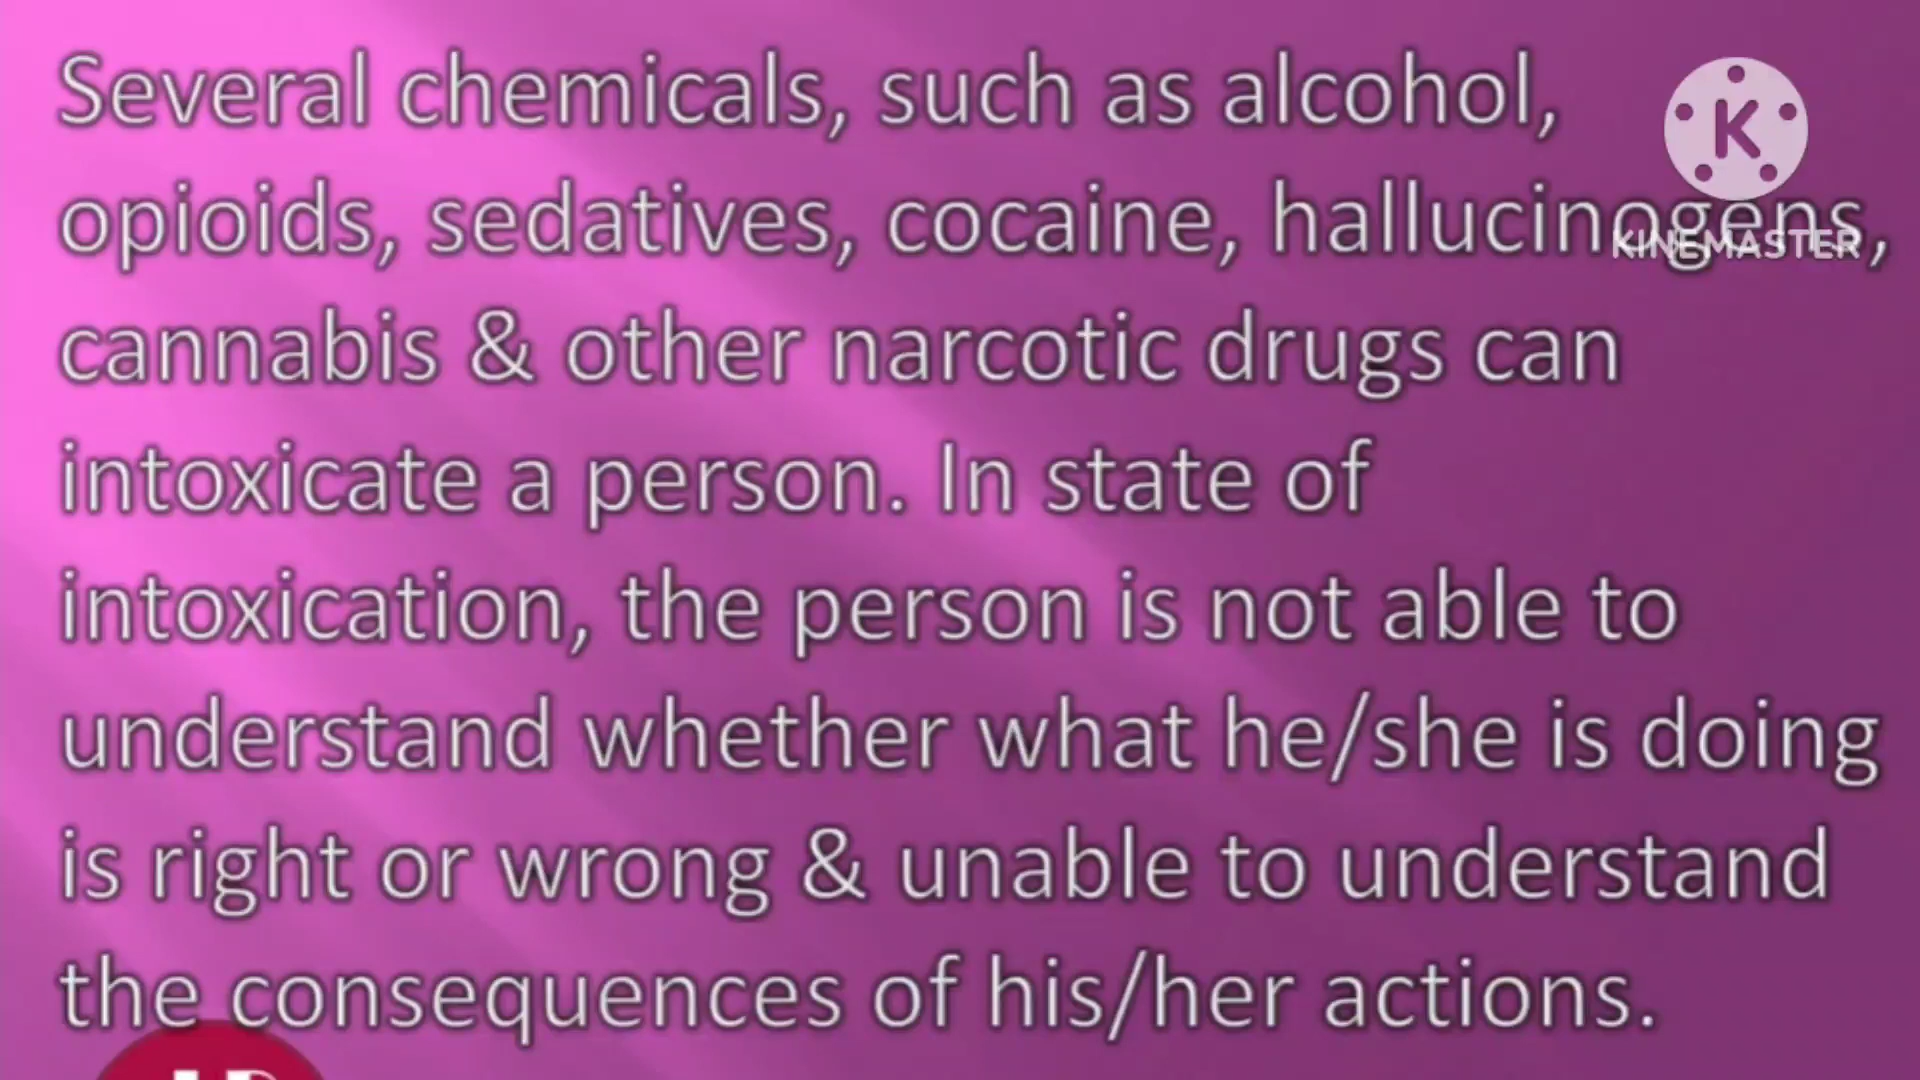 Several chemicals, such as alcohol,
opioids, sedatives, cocaine, hallucinogens,
KINEMASTER
cannabis & other narcotic drugs can
intoxicate a person. In state of
intoxication, the person is not able to
understand whether what he/she is doing
is right or wrong & unable to understand
the consequences of his/her actions.